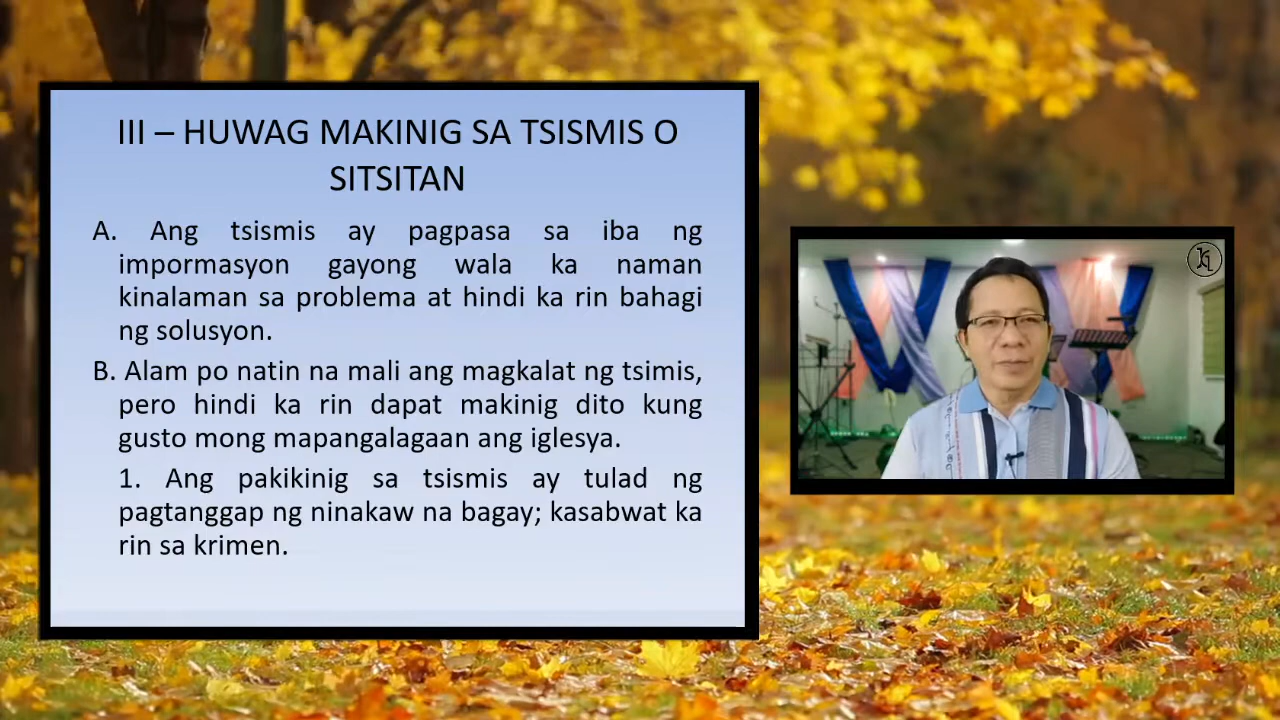 III – HUWAG MAKINIG SA TSISMIS O
SITSITAN
A. Ang tsismis ay pagpasa sa iba ng
impormasyon gayong wala ka naman
kinalaman sa problema at hindi ka rin bahagi
ng solusyon.
B. Alam po natin na mali ang magkalat ng tsimis,
pero hindi ka rin dapat makinig dito kung
gusto mong mapangalagaan ang iglesya.
1. Ang pakikinig sa tsismis ay tulad ng
pagtanggap ng ninakaw na bagay; kasabwat ka
rin sa krimen.